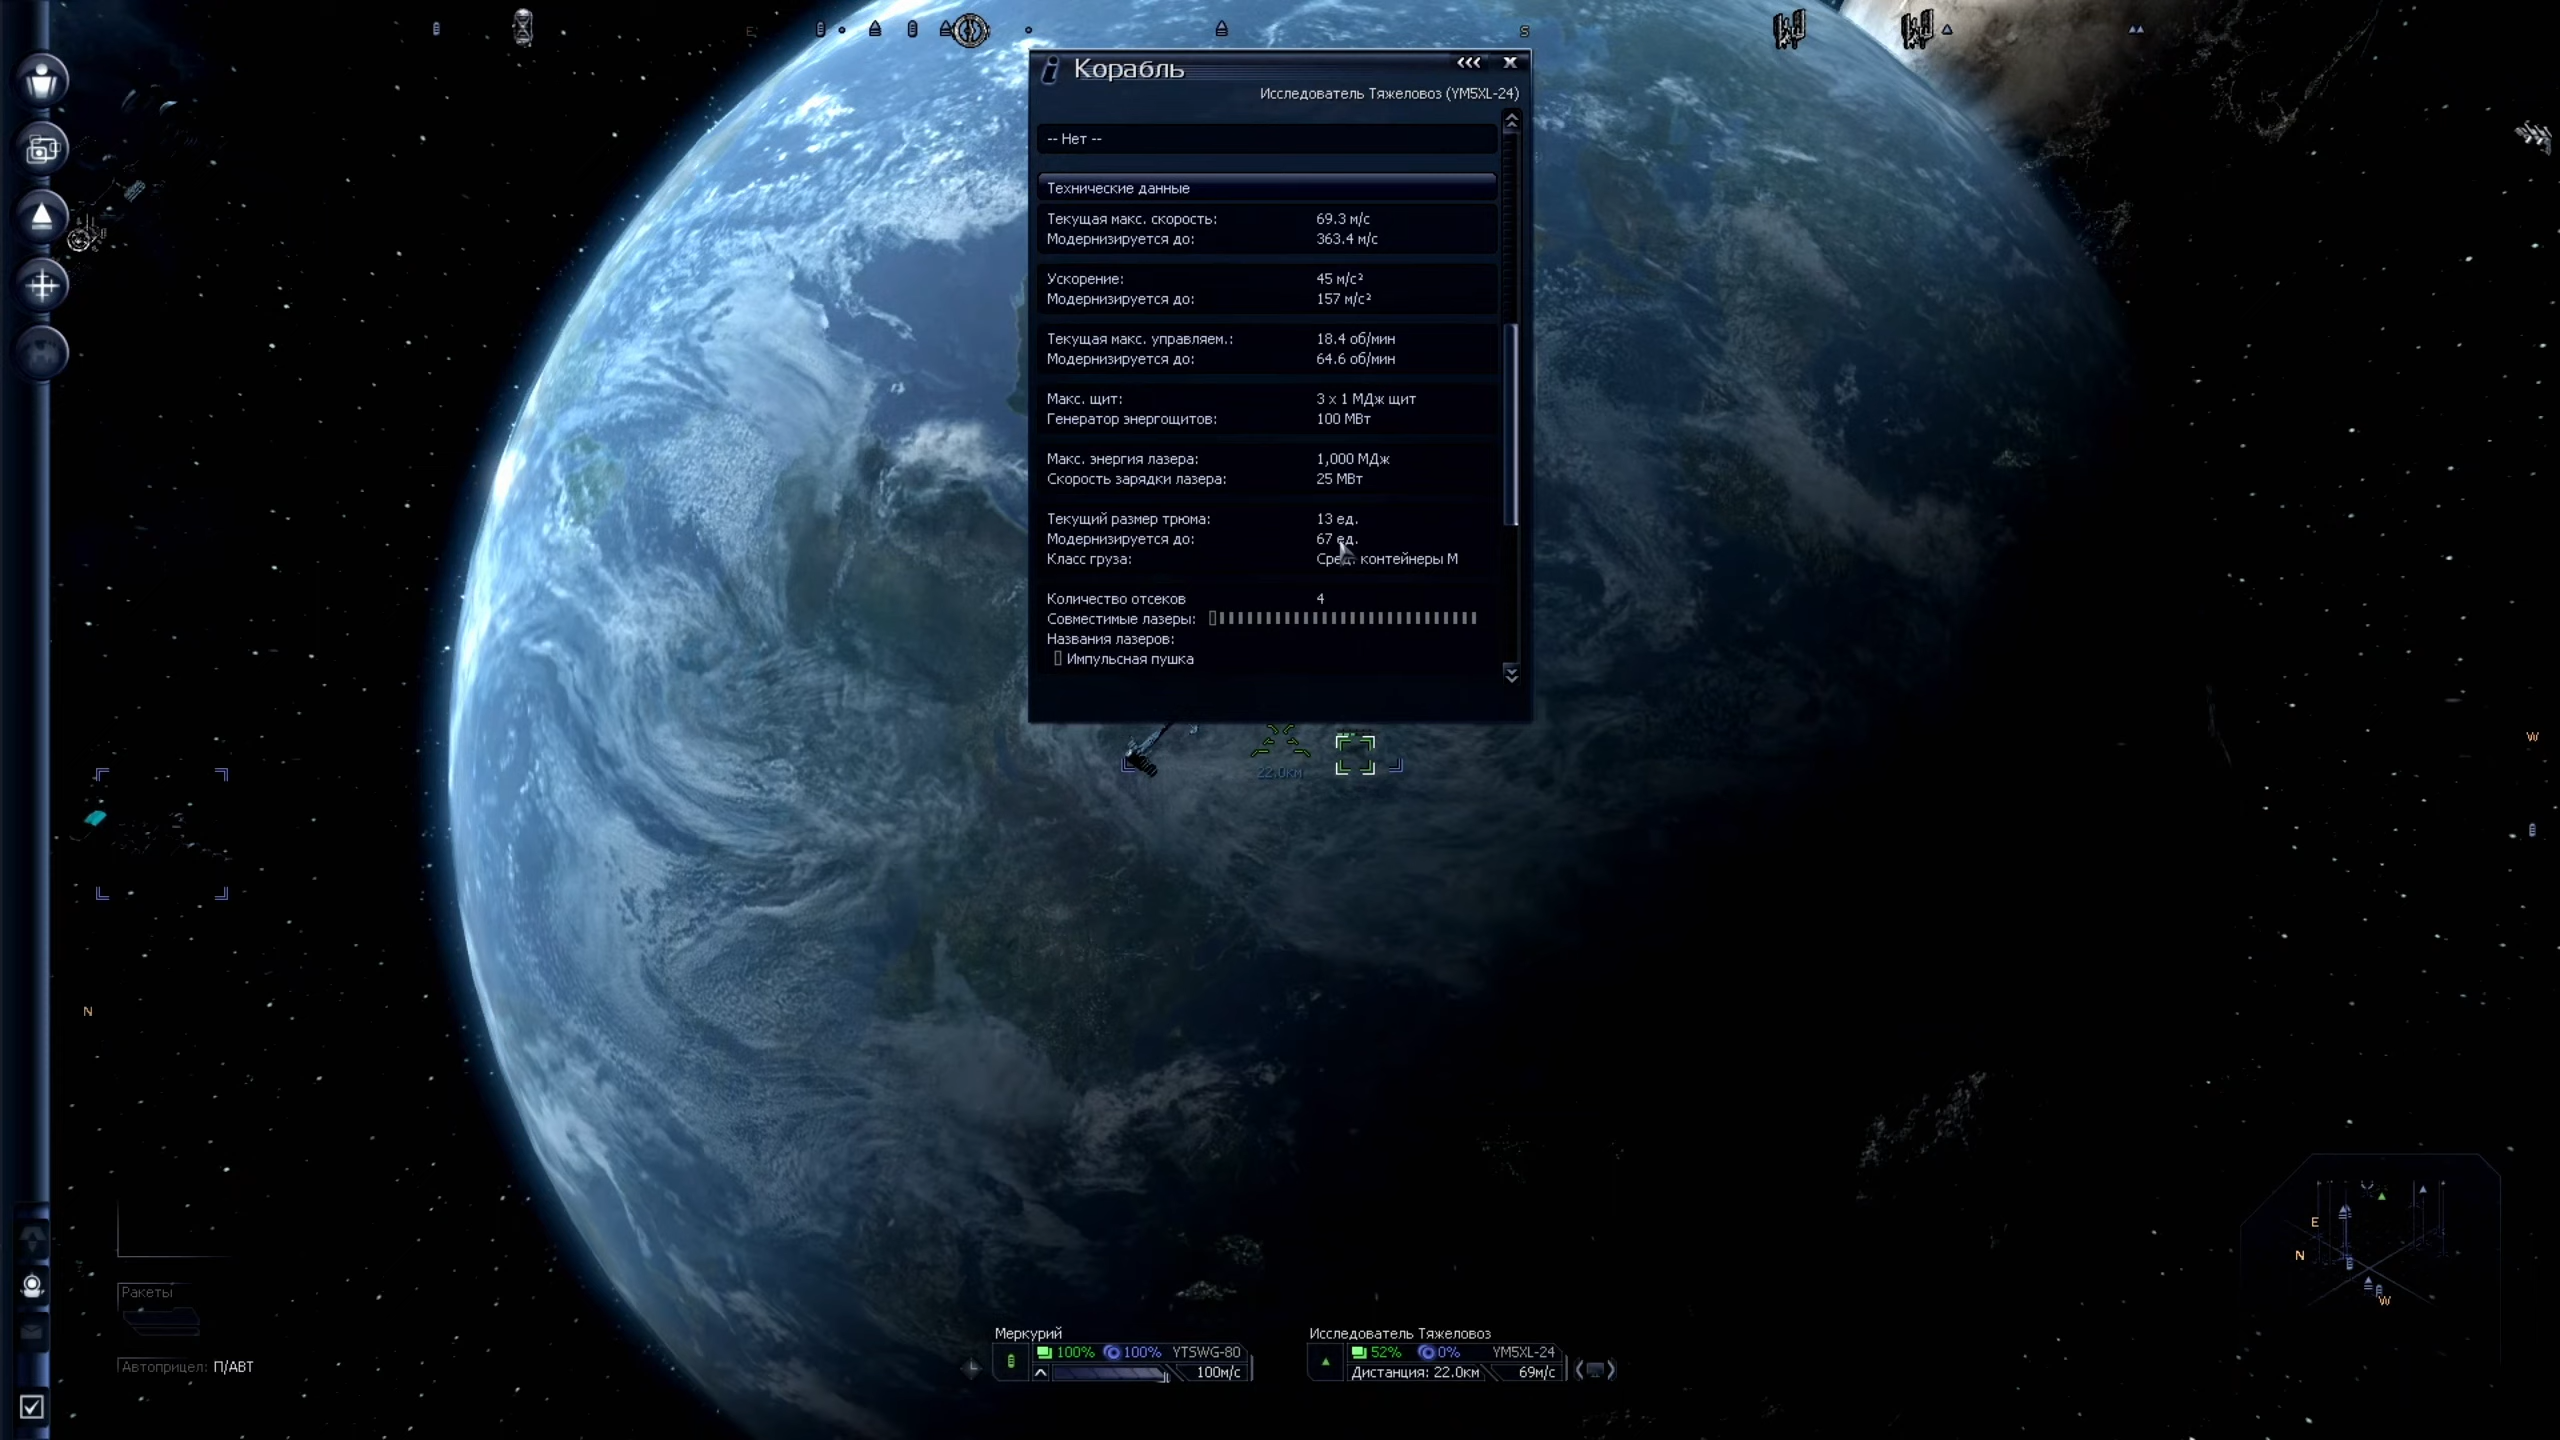 E
S
Корабль
Исследователь Тяжеловоз (YM5XL-24)
-- Нет --
Технические данные
Текущая макс. скорость: 69.3 м/с
Модернизируется до: 363.4 м/с
Ускорение: 45 м/с²
Модернизируется до: 157 м/с²
Текущая макс. управляем.: 18.4 об/мин
Модернизируется до: 64.6 об/мин
Макс. щит: 3 x 1 МДж щит
Генератор энергощитов: 100 МВт
Макс. энергия лазера: 1,000 МДж
Скорость зарядки лазера: 25 МВт
Текущий размер трюма: 13 ед.
Модернизируется до: 67 ед.
Класс груза: Сред. контейнеры M
Количество отсеков 4
Совместимые лазеры:
Названия лазеров:
Импульсная пушка
W
22.0км
N
E
N
W
Ракеты
Автоприцел: П/АВТ
Меркурий
100% 100% YTSWG-80
100м/с
Исследователь Тяжеловоз
52% 0% YM5XL-24
Дистанция: 22.0км 69м/с